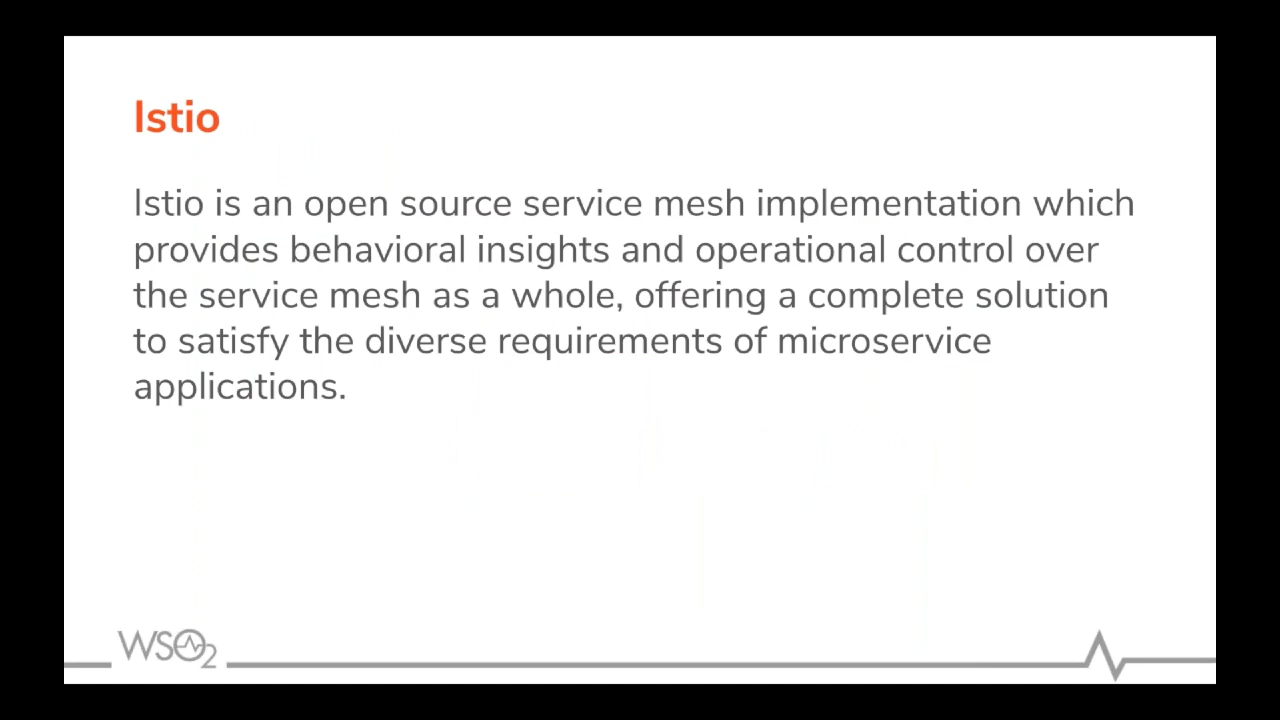 Istio
Istio is an open source service mesh implementation which
provides behavioral insights and operational control over
the service mesh as a whole, offering a complete solution
to satisfy the diverse requirements of microservice
applications.
WSO2